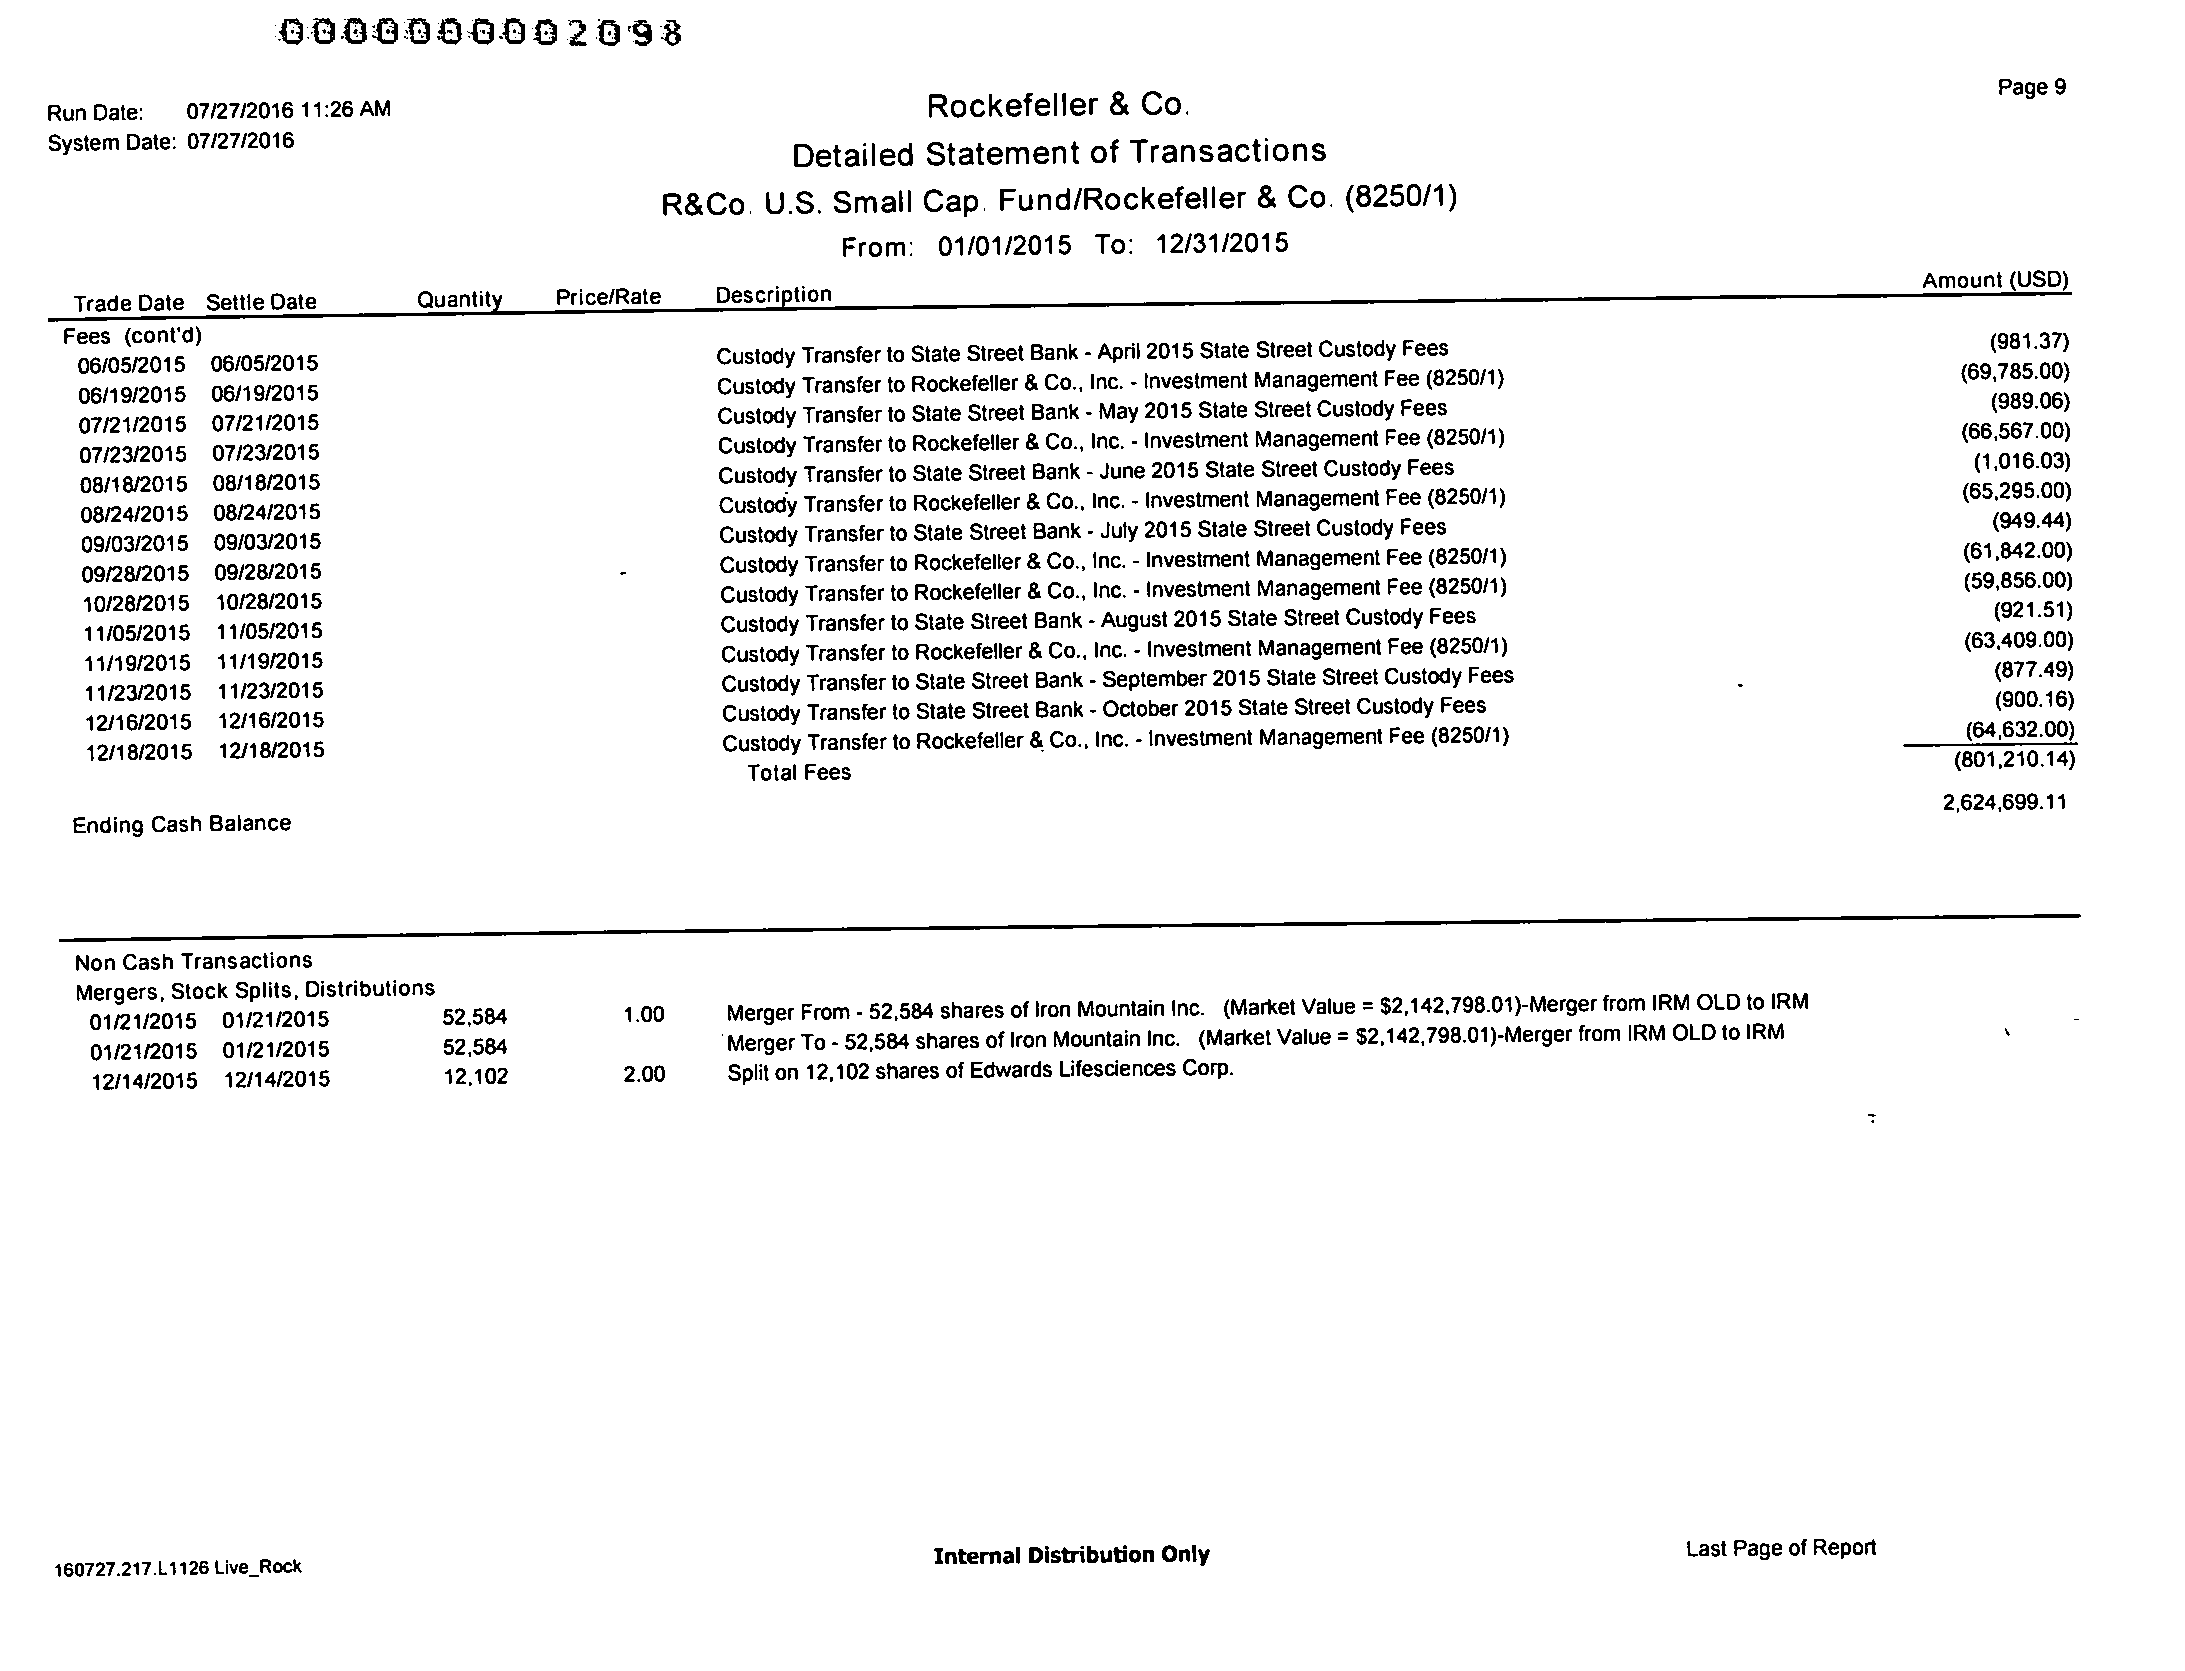 000000002098
Page 9
Run Date: 07/27/2016 11:26 AM
System Date: 07/27/2016
Rockefeller & Co.
Detailed Statement of Transactions
R&Co. U.S. Small Cap. Fund/Rockefeller & Co. (8250/1)
From: 01/01/2015 To: 12/31/2015
Trade Date Settle Date Quantity Price/Rate Description Amount (USD)
Fees (cont'd)
06/05/2015 06/05/2015 Custody Transfer to State Street Bank - April 2015 State Street Custody Fees (981.37)
06/19/2015 06/19/2015 Custody Transfer to Rockefeller & Co., Inc. - Investment Management Fee (8250/1) (69,785.00)
07/21/2015 07/21/2015 Custody Transfer to State Street Bank - May 2015 State Street Custody Fees (989.06)
07/23/2015 07/23/2015 Custody Transfer to Rockefeller & Co., Inc. - Investment Management Fee (8250/1) (66,567.00)
08/18/2015 08/18/2015 Custody Transfer to State Street Bank - June 2015 State Street Custody Fees (1,016.03)
08/24/2015 08/24/2015 Custody Transfer to Rockefeller & Co., Inc. - Investment Management Fee (8250/1) (65,295.00)
09/03/2015 09/03/2015 Custody Transfer to State Street Bank - July 2015 State Street Custody Fees (949.44)
09/28/2015 09/28/2015 Custody Transfer to Rockefeller & Co., Inc. - Investment Management Fee (8250/1) (61,842.00)
10/28/2015 10/28/2015 Custody Transfer to Rockefeller & Co., Inc. - Investment Management Fee (8250/1) (59,856.00)
11/05/2015 11/05/2015 Custody Transfer to State Street Bank - August 2015 State Street Custody Fees (921.51)
11/19/2015 11/19/2015 Custody Transfer to Rockefeller & Co., Inc. - Investment Management Fee (8250/1) (63,409.00)
11/23/2015 11/23/2015 Custody Transfer to State Street Bank - September 2015 State Street Custody Fees (877.49)
12/16/2015 12/16/2015 Custody Transfer to State Street Bank - October 2015 State Street Custody Fees (900.16)
12/18/2015 12/18/2015 Custody Transfer to Rockefeller & Co., Inc. - Investment Management Fee (8250/1) (64,632.00)
Total Fees (801,210.14)
Ending Cash Balance 2,624,699.11
Non Cash Transactions
Mergers, Stock Splits, Distributions
01/21/2015 01/21/2015 52,584 1.00 Merger From - 52,584 shares of Iron Mountain Inc. (Market Value = $2,142,798.01)-Merger from IRM OLD to IRM
01/21/2015 01/21/2015 52,584 Merger To - 52,584 shares of Iron Mountain Inc. (Market Value = $2,142,798.01)-Merger from IRM OLD to IRM
12/14/2015 12/14/2015 12,102 2.00 Split on 12,102 shares of Edwards Lifesciences Corp.
160727.217.L1126 Live_Rock
Internal Distribution Only
Last Page of Report